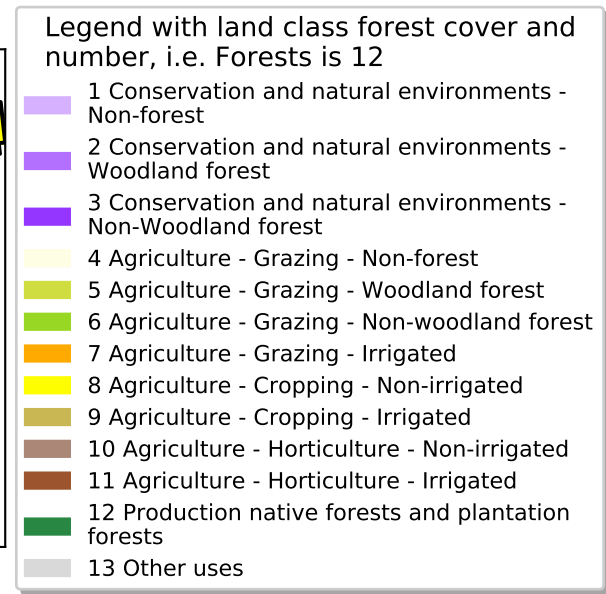 Legend with land class forest cover and
number, i.e. Forests is 12
1 Conservation and natural environments -
Non-forest
2 Conservation and natural environments -
Woodland forest
3 Conservation and natural environments -
Non-Woodland forest
4 Agriculture - Grazing - Non-forest
5 Agriculture - Grazing - Woodland forest
6 Agriculture - Grazing - Non-woodland forest
7 Agriculture - Grazing - Irrigated
8 Agriculture - Cropping - Non-irrigated
9 Agriculture - Cropping - Irrigated
10 Agriculture - Horticulture - Non-irrigated
11 Agriculture - Horticulture - Irrigated
12 Production native forests and plantation
forests
13 Other uses